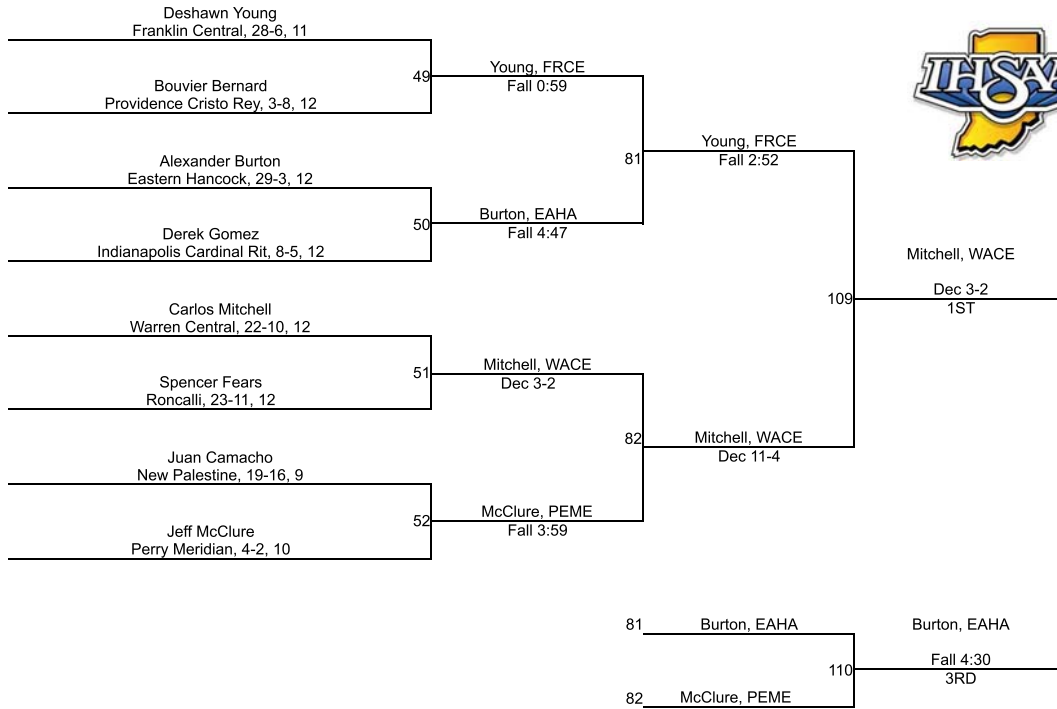 Deshawn Young
Franklin Central, 28-6, 11
49
Young, FRCE
Fall 0:59
Bouvier Bernard
Providence Cristo Rey, 3-8, 12
81
Young, FRCE
Fall 2:52
Alexander Burton
Eastern Hancock, 29-3, 12
50
Burton, EAHA
Fall 4:47
Derek Gomez
Indianapolis Cardinal Rit, 8-5, 12
109
Mitchell, WACE
Dec 3-2
1ST
Carlos Mitchell
Warren Central, 22-10, 12
51
Mitchell, WACE
Dec 3-2
Spencer Fears
Roncalli, 23-11, 12
82
Mitchell, WACE
Dec 11-4
Juan Camacho
New Palestine, 19-16, 9
52
McClure, PEME
Fall 3:59
Jeff McClure
Perry Meridian, 4-2, 10
81
Burton, EAHA
110
Burton, EAHA
Fall 4:30
3RD
82
McClure, PEME
IHSAA